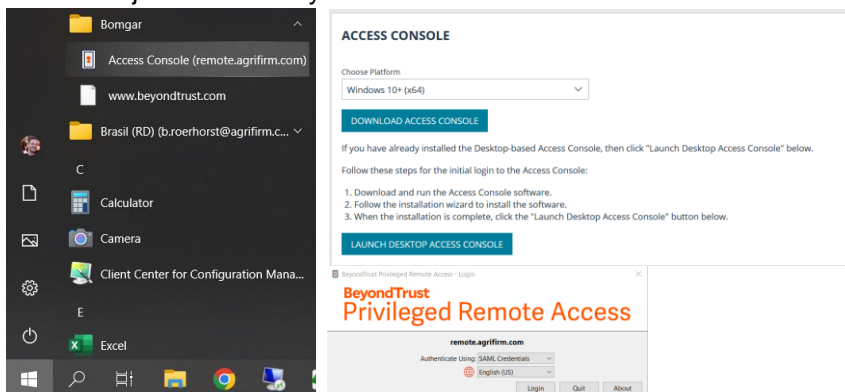 Bomgar
Access Console (remote.agrifirm.com)
www.beyondtrust.com
Brasil (RD) (b.roerhorst@agrifirm.c...
C
Calculator
Camera
Client Center for Configuration Mana...
E
Excel
ACCESS CONSOLE
Choose Platform
Windows 10+ (x64)
DOWNLOAD ACCESS CONSOLE
If you have already installed the Desktop-based Access Console, then click "Launch Desktop Access Console" below.
Follow these steps for the initial login to the Access Console:
1. Download and run the Access Console software.
2. Follow the installation wizard to install the software.
3. When the installation is complete, click the "Launch Desktop Access Console" button below.
LAUNCH DESKTOP ACCESS CONSOLE
BeyondTrust Privileged Remote Access - Login
BeyondTrust
Privileged Remote Access
remote.agrifirm.com
Authenticate Using: SAML Credentials
English (US)
Login Quit About